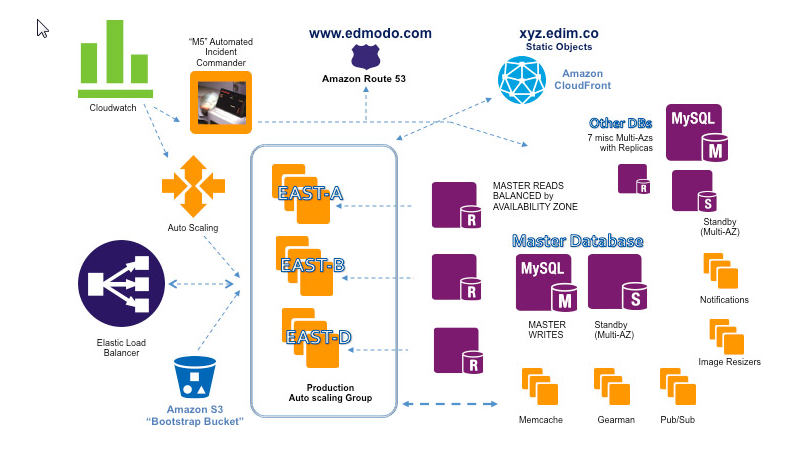 www.edmodo.com
xyz.edim.co
Static Objects
“M5” Automated
Incident
Commander
Amazon Route 53
Amazon
CloudFront
Cloudwatch
Other DBs
7 misc Multi-Azs
with Replicas
MySQL
M
R
S
Standby
(Multi-AZ)
EAST-A
MASTER READS
BALANCED by
AVAILABILITY ZONE
R
Auto Scaling
Master Database
EAST-B
R
MySQL
M
S
MASTER
WRITES
Standby
(Multi-AZ)
Notifications
EAST-D
R
Elastic Load
Balancer
Image Resizers
Production
Auto scaling Group
Amazon S3
“Bootstrap Bucket”
Memcache
Gearman
Pub/Sub